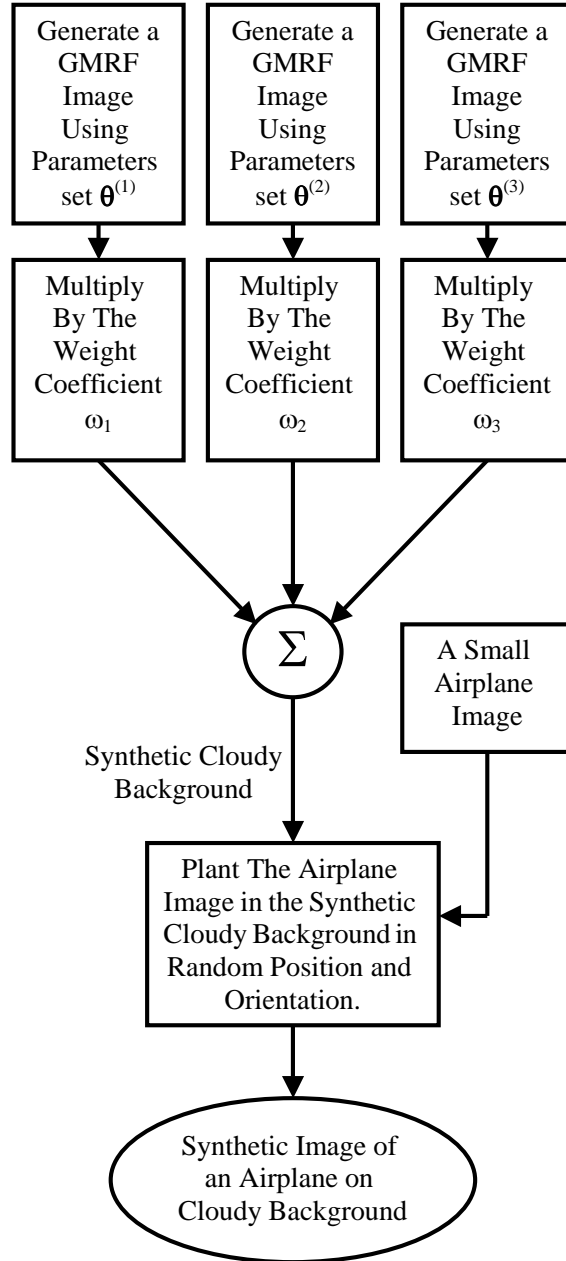 Generate a
GMRF
Image
Using
Parameters
set θ(1)
Generate a
GMRF
Image
Using
Parameters
set θ(2)
Generate a
GMRF
Image
Using
Parameters
set θ(3)
Multiply
By The
Weight
Coefficient
ω1
Multiply
By The
Weight
Coefficient
ω2
Multiply
By The
Weight
Coefficient
ω3
Σ
A Small
Airplane
Image
Synthetic Cloudy
Background
Plant The Airplane
Image in the Synthetic
Cloudy Background in
Random Position and
Orientation.
Synthetic Image of
an Airplane on
Cloudy Background